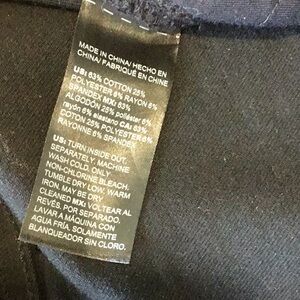 MADE IN CHINA/ HECHO EN
CHINA/ FABRIQUÉ EN CHINE
US: 63% COTTON 25%
POLYESTER 6% RAYON 6%
SPANDEX MX: 63%
ALGODÓN 25% poliéster 6%
rayón 6% elastano CA: 63%
COTON 25% POLYESTER 6%
RAYONNE 6% SPANDEX
US: TURN INSIDE OUT.
SEPARATELY. MACHINE
WASH COLD. ONLY
NON-CHLORINE BLEACH.
TUMBLE DRY LOW. WARM
IRON. MAY BE DRY
CLEANED MX: VOLTEAR AL
REVÉS. POR SEPARADO.
LAVAR A MÁQUINA CON
AGUA FRÍA. SOLAMENTE
BLANQUEADOR SIN CLORO.